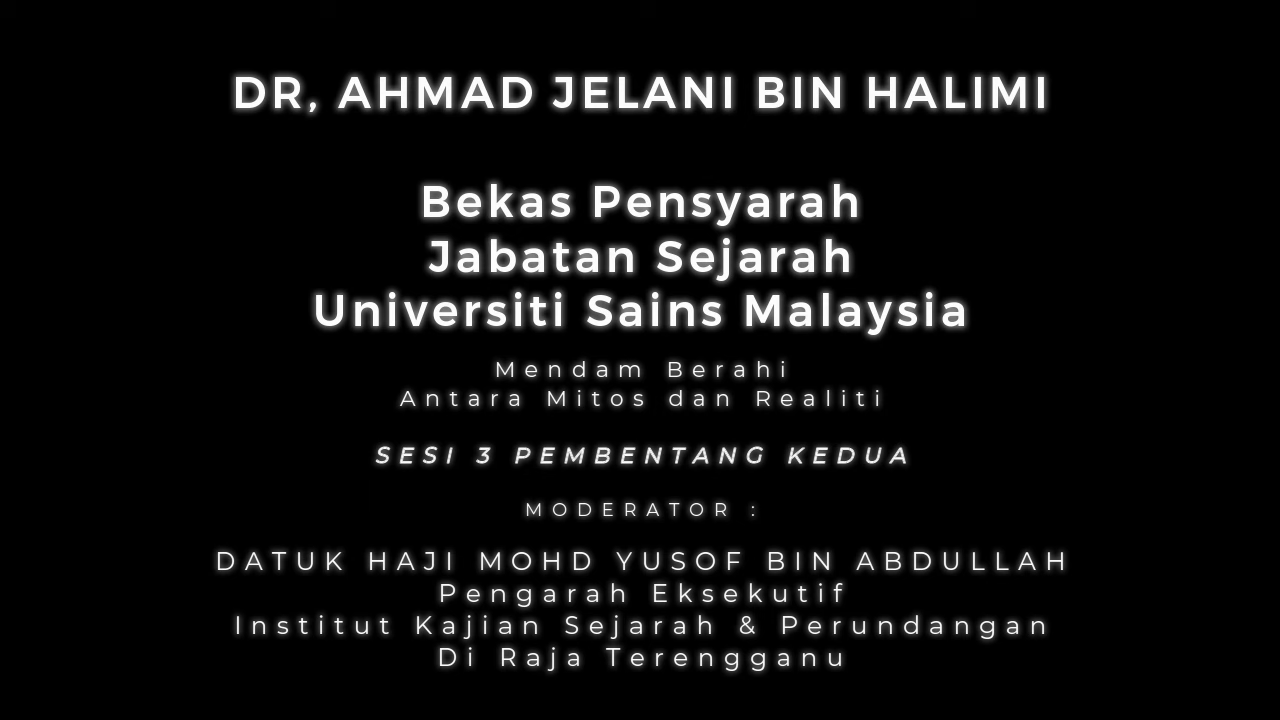 DR, AHMAD JELANI BIN HALIMI
Bekas Pensyarah
Jabatan Sejarah
Universiti Sains Malaysia
Mendam Berahi
Antara Mitos dan Realiti
SESI 3 PEMBENTANG KEDUA
MODERATOR :
DATUK HAJI MOHD YUSOF BIN ABDULLAH
Pengarah Eksekutif
Institut Kajian Sejarah & Perundangan
Di Raja Terengganu